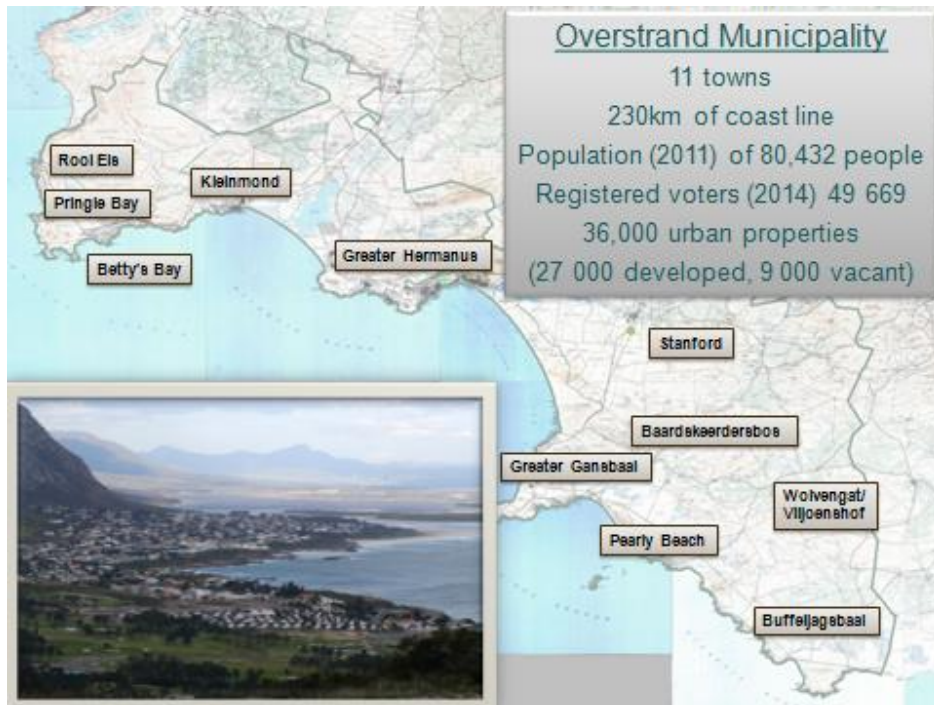 Overstrand Municipality
11 towns
230km of coast line
Population (2011) of 80,432 people
Registered voters (2014) 49 669
36,000 urban properties
(27 000 developed, 9 000 vacant)
Rooi Els
Kleinmond
Pringle Bay
Betty's Bay
Greater Hermanus
Stanford
Baardskeerdersbos
Greater Gansbaai
Wolvengat/
Viljoenshof
Pearly Beach
Buffeljagsbaai